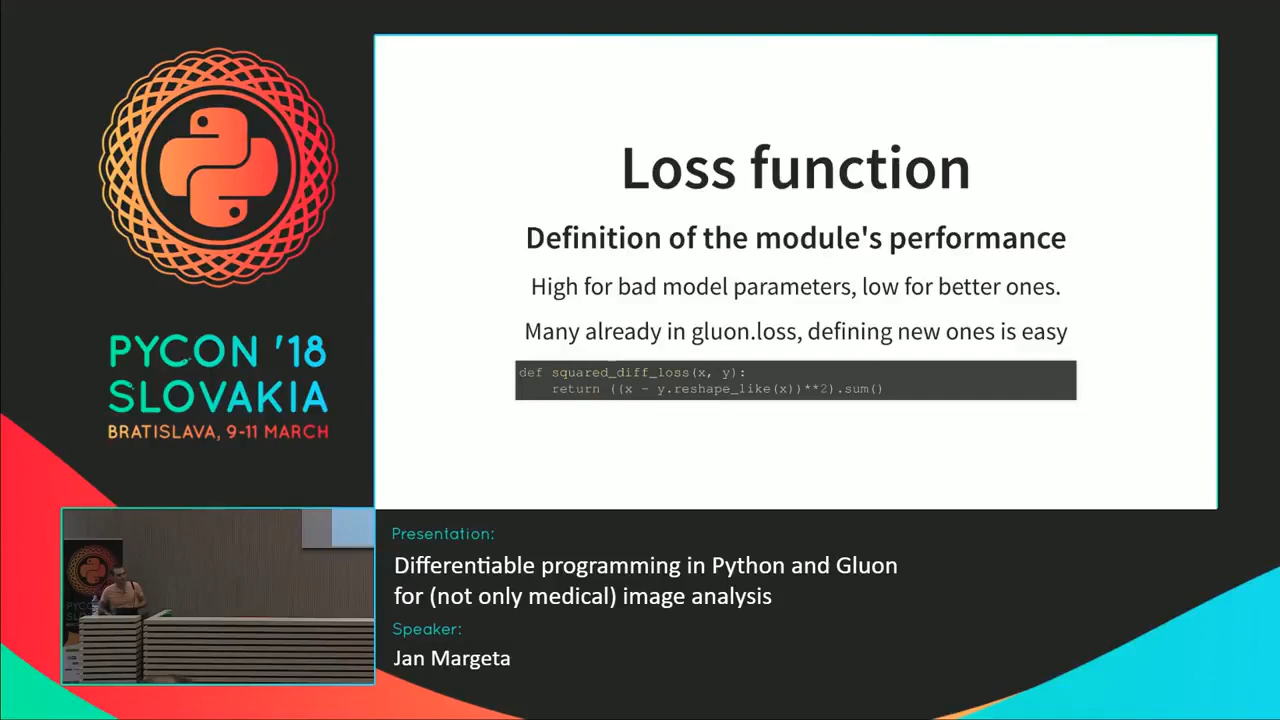 PYCON '18
SLOVAKIA
BRATISLAVA, 9-11 MARCH
Loss function
Definition of the module's performance
High for bad model parameters, low for better ones.
Many already in gluon.loss, defining new ones is easy
def squared_diff_loss(x, y):
    return ((x - y.reshape_like(x))**2).sum()
Presentation:
Differentiable programming in Python and Gluon
for (not only medical) image analysis
Speaker:
Jan Margeta